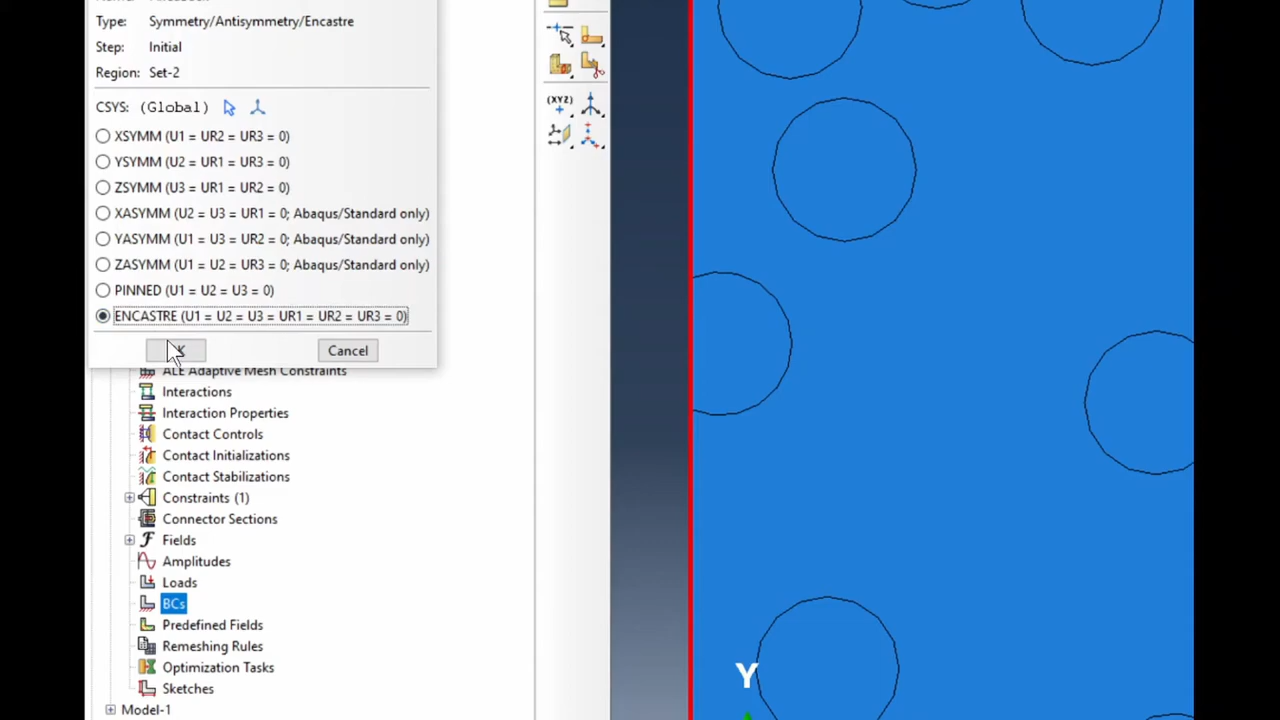 Type: Symmetry/Antisymmetry/Encastre
Step: Initial
Region: Set-2
CSYS: (Global)
XSYMM (U1 = UR2 = UR3 = 0)
YSYMM (U2 = UR1 = UR3 = 0)
ZSYMM (U3 = UR1 = UR2 = 0)
XASYMM (U2 = U3 = UR1 = 0; Abaqus/Standard only)
YASYMM (U1 = U3 = UR2 = 0; Abaqus/Standard only)
ZASYMM (U1 = U2 = UR3 = 0; Abaqus/Standard only)
PINNED (U1 = U2 = U3 = 0)
ENCASTRE (U1 = U2 = U3 = UR1 = UR2 = UR3 = 0)
Cancel
ALE Adaptive Mesh Constraints
Interactions
Interaction Properties
Contact Controls
Contact Initializations
Contact Stabilizations
Constraints (1)
Connector Sections
Fields
Amplitudes
Loads
BCs
Predefined Fields
Remeshing Rules
Optimization Tasks
Sketches
Model-1
(XYZ)
Y